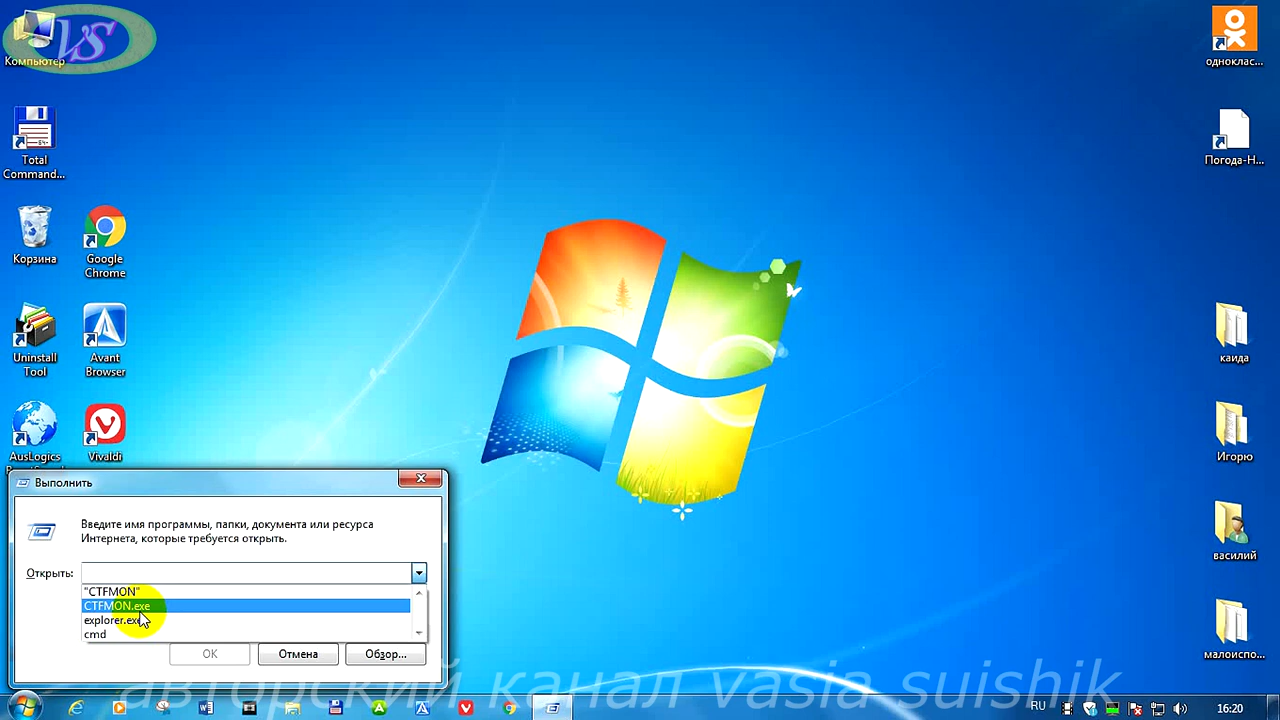 VS
Компьютер
Total
Command...
Корзина
Google
Chrome
Uninstall
Tool
Avant
Browser
AusLogics
Vivaldi
однокlas...
Погода-Н...
каида
Игорю
василий
малоиспо...
Выполнить
Введите имя программы, папки, документа или ресурса
Интернета, которые требуется открыть.
Открыть:
"CTFMON"
CTFMON.exe
explorer.exe
cmd
OK
Отмена
Обзор...
авторский канал vasia suishik
RU
16:20